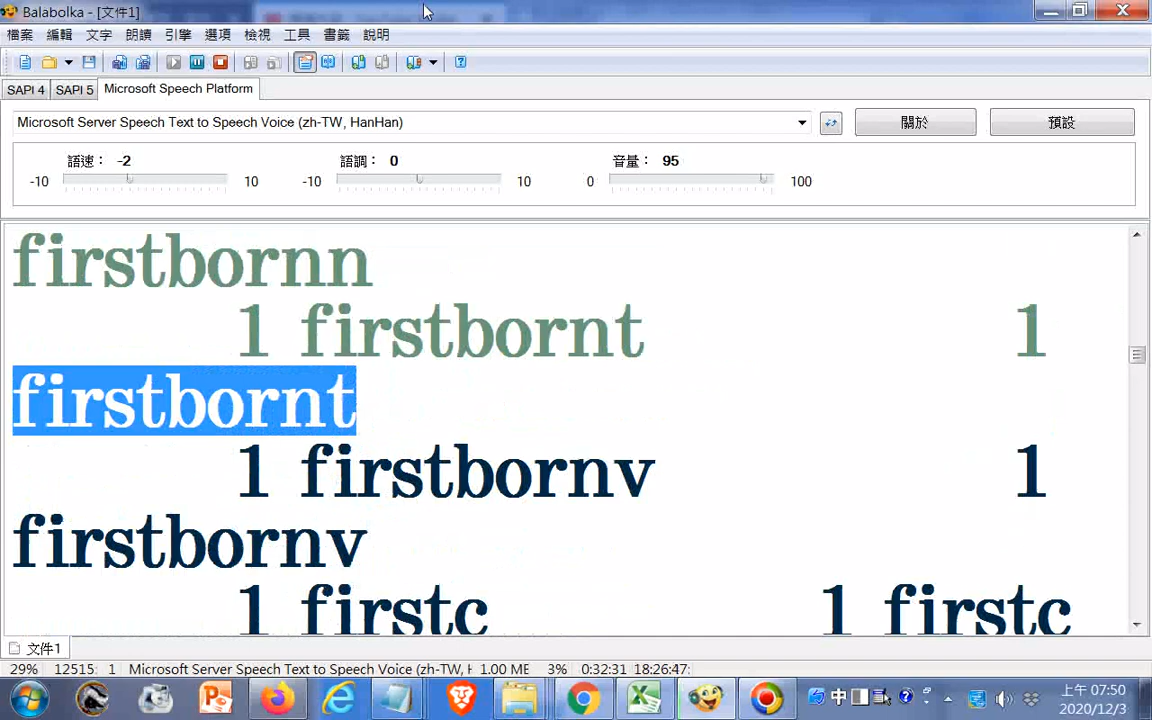 Balabolka - [文件1]
檔案 編輯 文字 朗讀 引擎 選項 檢視 工具 書籤 說明
SAPI 4 SAPI 5 Microsoft Speech Platform
Microsoft Server Speech Text to Speech Voice (zh-TW, HanHan) 關於 預設
語速： -2 語調： 0 音量： 95
-10 10 -10 10 0 100
firstbornn
1 firstbornt 1
firstbornt
1 firstbornv 1
firstbornv
1 firstc 1 firstc
文件1
29% 12515: 1 Microsoft Server Speech Text to Speech Voice (zh-TW, 1.00 ME 3% 0:32:31 18:26:47:
中 上午 07:50
2020/12/3